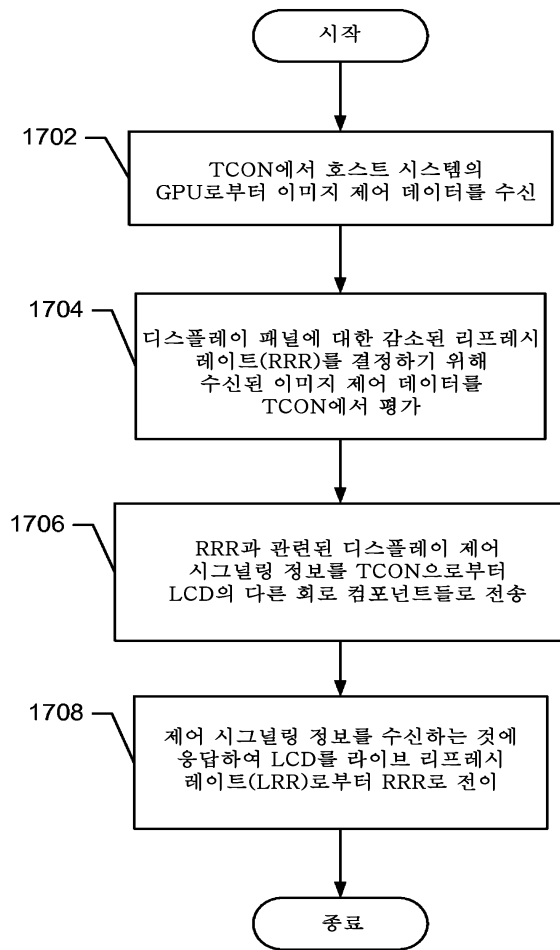 시작
1702
TCON에서 호스트 시스템의
GPU로부터 이미지 제어 데이터를 수신
1704
디스플레이 패널에 대한 감소된 리프레시
레이트(RRR)를 결정하기 위해
수신된 이미지 제어 데이터를
TCON에서 평가
1706
RRR과 관련된 디스플레이 제어
시그널링 정보를 TCON으로부터
LCD의 다른 회로 컴포넌트들로 전송
1708
제어 시그널링 정보를 수신하는 것에
응답하여 LCD를 라이브 리프레시
레이트(LRR)로부터 RRR로 전이
종료